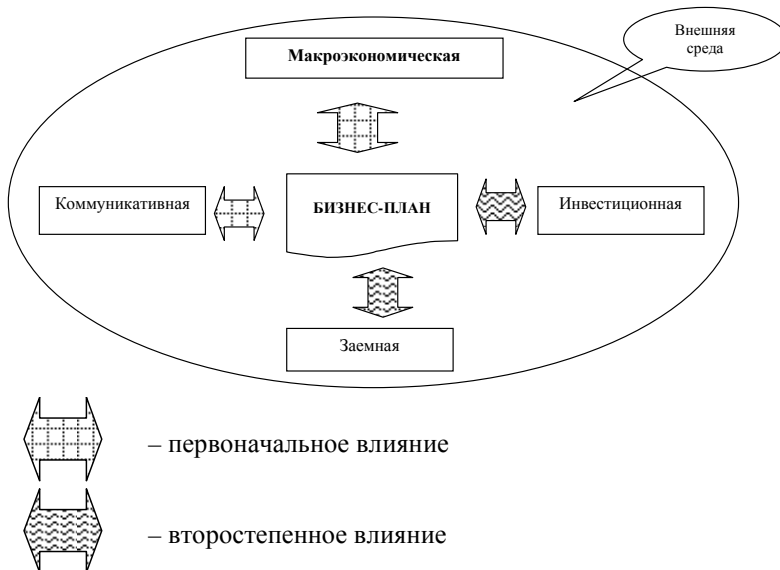 Внешняя
среда
Макроэкономическая
Коммуникативная
БИЗНЕС-ПЛАН
Инвестиционная
Заемная
– первоначальное влияние
– второстепенное влияние